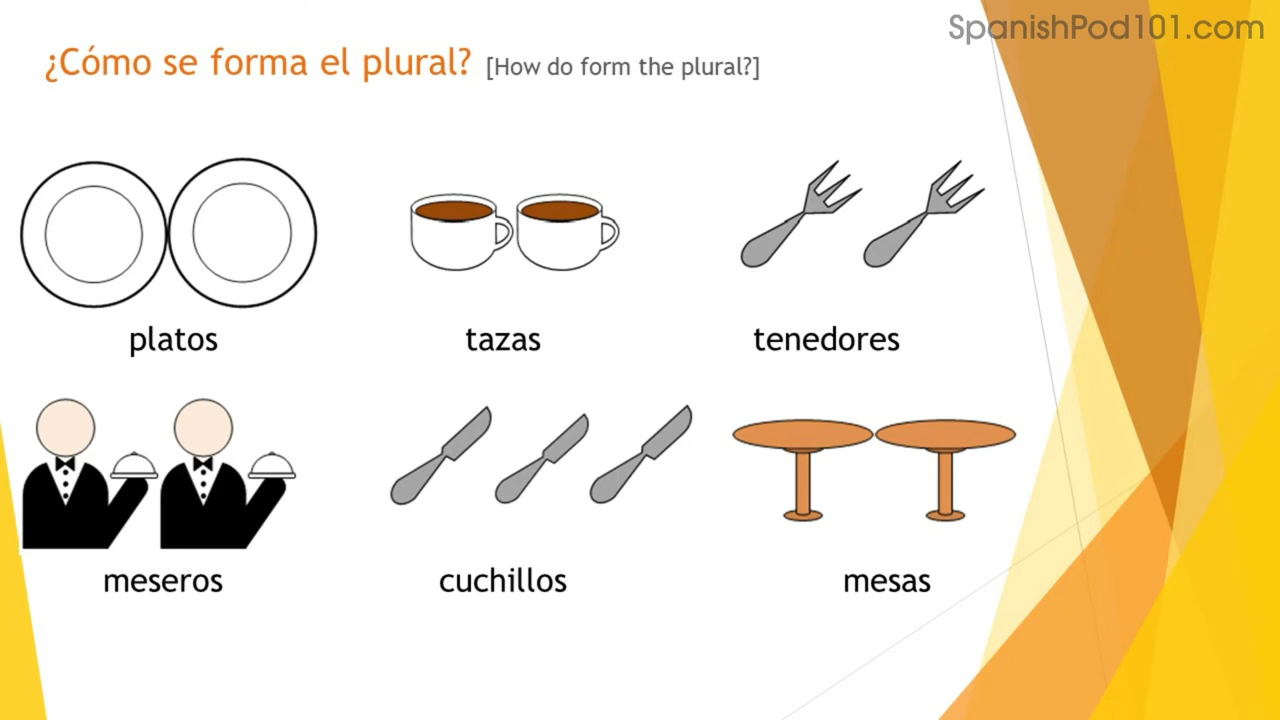 SpanishPod101.com
¿Cómo se forma el plural? [How do form the plural?]
platos tazas tenedores
meseros cuchillos mesas